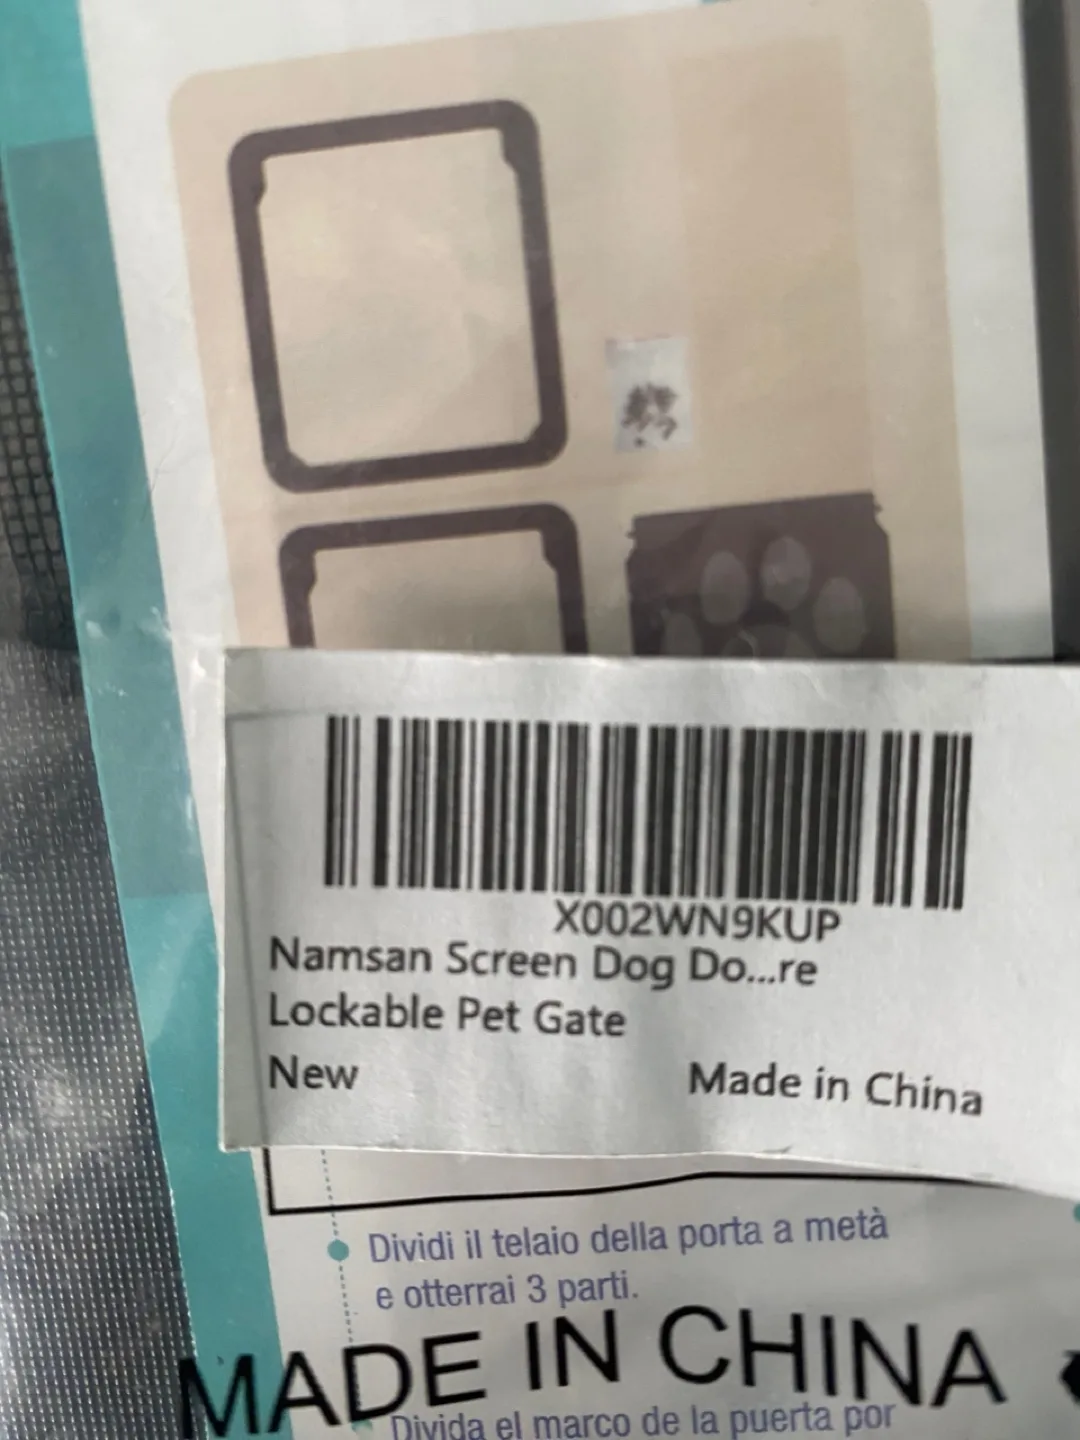 X002WN9KUP
Namsan Screen Dog Do...re
Lockable Pet Gate
New
Made in China
Dividi il telaio della porta a metà
e otterrai 3 parti.
MADE IN CHINA
Divida el marco de la puerta por